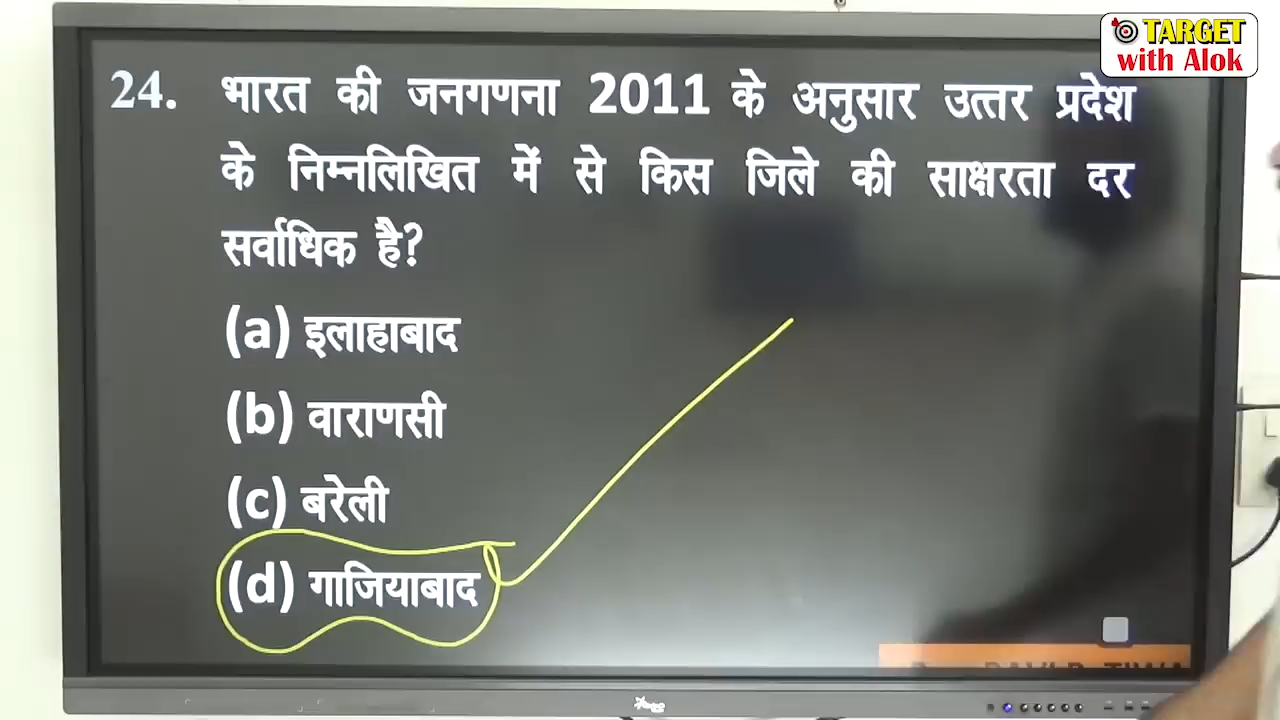 TARGET
with Alok
24. भारत की जनगणना 2011 के अनुसार उत्तर प्रदेश
के निम्नलिखित में से किस जिले की साक्षरता दर
सर्वाधिक है?
(a) इलाहाबाद
(b) वाराणसी
(c) बरेली
(d) गाजियाबाद